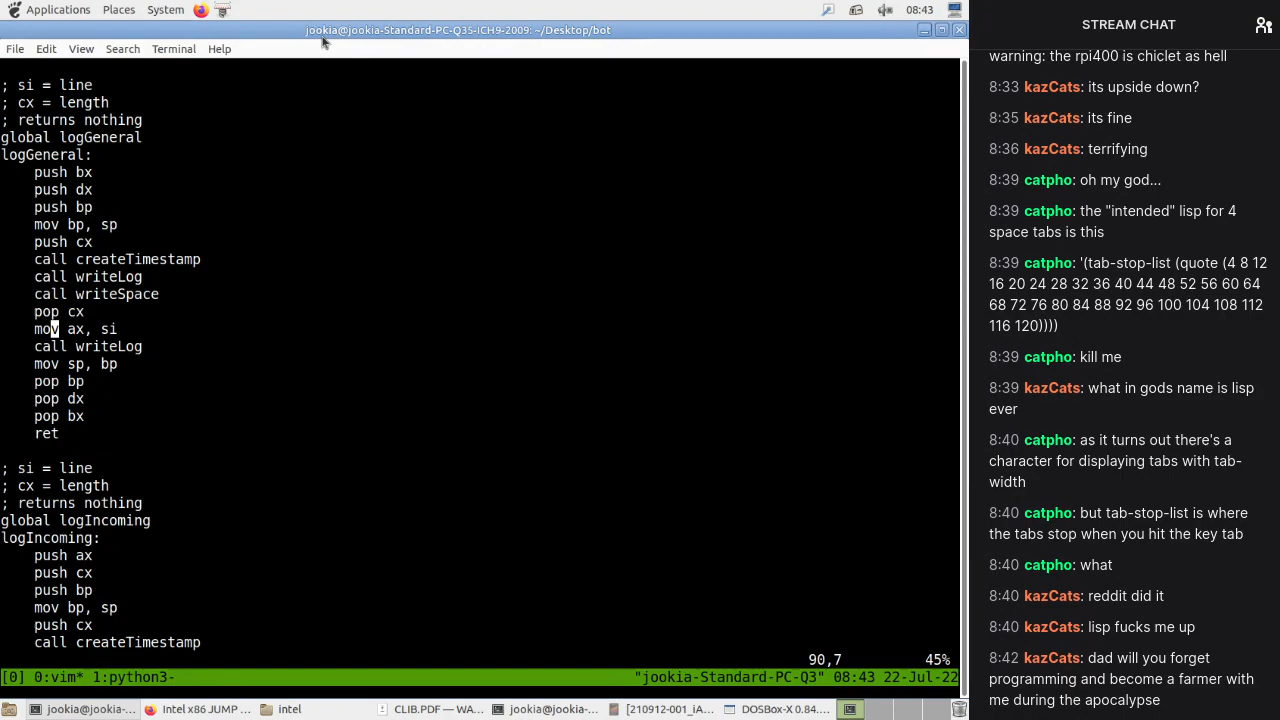 Applications Places System 08:43
jookia@jookia-Standard-PC-Q35-ICH9-2009: ~/Desktop/bot
File Edit View Search Terminal Help
; si = line
; cx = length
; returns nothing
global logGeneral
logGeneral:
    push bx
    push dx
    push bp
    mov bp, sp
    push cx
    call createTimestamp
    call writeLog
    call writeSpace
    pop cx
    mov ax, si
    call writeLog
    mov sp, bp
    pop bp
    pop dx
    pop bx
    ret
; si = line
; cx = length
; returns nothing
global logIncoming
logIncoming:
    push ax
    push cx
    push bp
    mov bp, sp
    push cx
    call createTimestamp
90,7 45%
[0] 0:vim* 1:python3- "jookia-Standard-PC-Q3" 08:43 22-Jul-22
jookia@jookia-... Intel x86 JUMP ... intel CLIB.PDF — WA... jookia@jookia-... [210912-001_iA... DOSBox-X 0.84....
STREAM CHAT
warning: the rpi400 is chiclet as hell
8:33 kazCats: its upside down?
8:35 kazCats: its fine
8:36 kazCats: terrifying
8:39 catpho: oh my god...
8:39 catpho: the "intended" lisp for 4
space tabs is this
8:39 catpho: '(tab-stop-list (quote (4 8 12
16 20 24 28 32 36 40 44 48 52 56 60 64
68 72 76 80 84 88 92 96 100 104 108 112
116 120))))
8:39 catpho: kill me
8:39 kazCats: what in gods name is lisp
ever
8:40 catpho: as it turns out there's a
character for displaying tabs with tab-
width
8:40 catpho: but tab-stop-list is where
the tabs stop when you hit the key tab
8:40 catpho: what
8:40 kazCats: reddit did it
8:40 kazCats: lisp fucks me up
8:42 kazCats: dad will you forget
programming and become a farmer with
me during the apocalypse